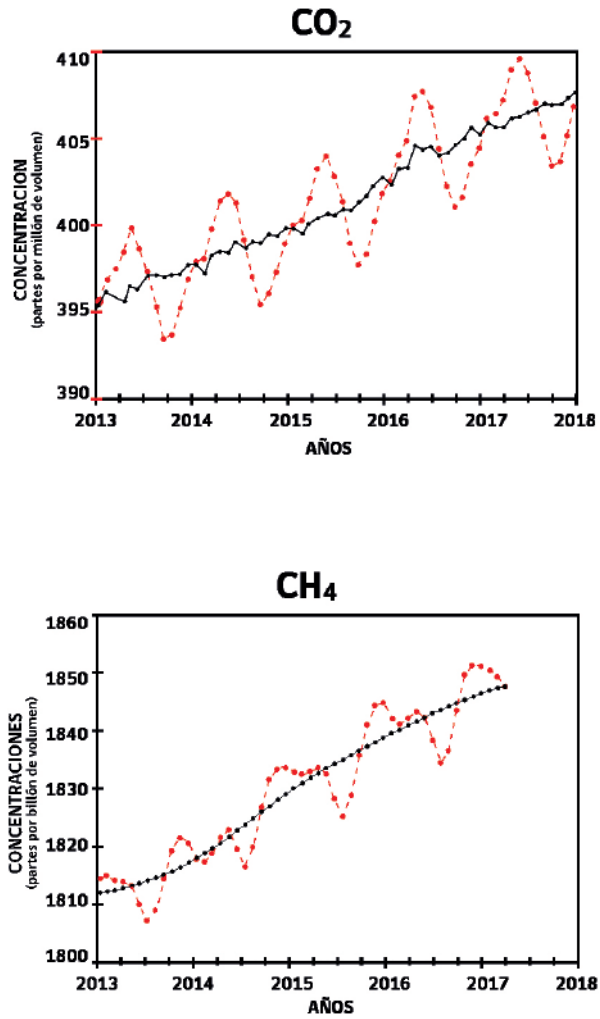 CO₂
CONCENTRACION
(partes por millón de volumen)
410
405
400
395
390
2013 2014 2015 2016 2017 2018
AÑOS
CH₄
CONCENTRACIONES
(partes por billón de volumen)
1860
1850
1840
1830
1820
1810
1800
2013 2014 2015 2016 2017 2018
AÑOS